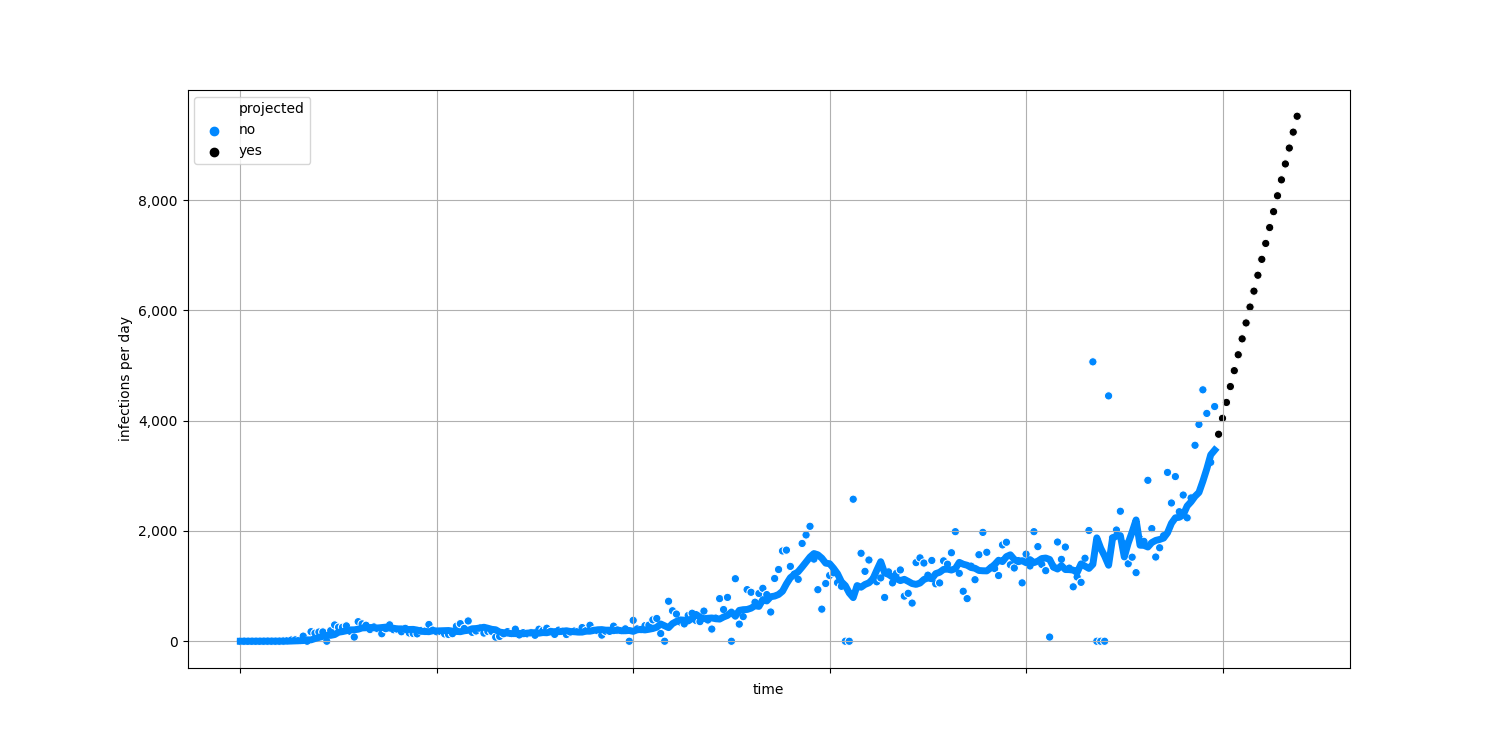 projected
no
yes
8,000
6,000
4,000
2,000
0
infections per day
time